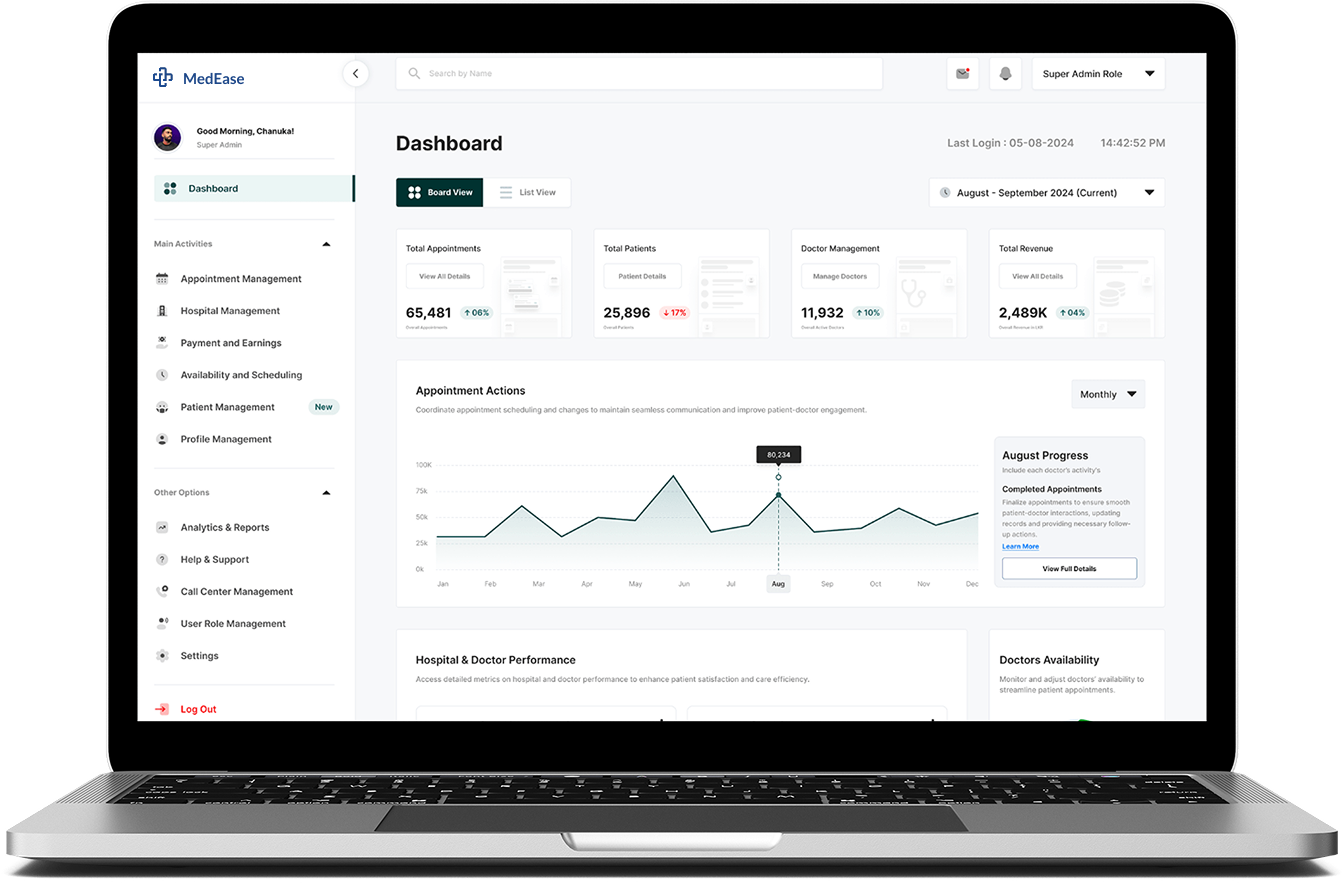 MedEase
Search by Name
Super Admin Role
Good Morning, Chanuka!
Super Admin
Dashboard
Main Activities
Appointment Management
Hospital Management
Payment and Earnings
Availability and Scheduling
Patient Management
New
Profile Management
Other Options
Analytics & Reports
Help & Support
Call Center Management
User Role Management
Settings
Log Out
Dashboard
Last Login : 05-08-2024
14:42:52 PM
Board View
List View
August - September 2024 (Current)
Total Appointments
View All Details
65,481
↑ 06%
Overall Appointments
Total Patients
Patient Details
25,896
↓ 17%
Overall Patients
Doctor Management
Manage Doctors
11,932
↑ 10%
Overall Active Doctors
Total Revenue
View All Details
2,489K
↑ 04%
Overall Revenue in LKR
Appointment Actions
Coordinate appointment scheduling and changes to maintain seamless communication and improve patient-doctor engagement.
Monthly
80,234
100K
75k
50k
25k
0k
Jan
Feb
Mar
Apr
May
Jun
Jul
Aug
Sep
Oct
Nov
Dec
August Progress
Include each doctor's activity's
Completed Appointments
Finalize appointments to ensure smooth
patient-doctor interactions, updating
records and providing necessary follow-
up actions.
Learn More
View Full Details
Hospital & Doctor Performance
Access detailed metrics on hospital and doctor performance to enhance patient satisfaction and care efficiency.
Doctors Availability
Monitor and adjust doctors' availability to
streamline patient appointments.